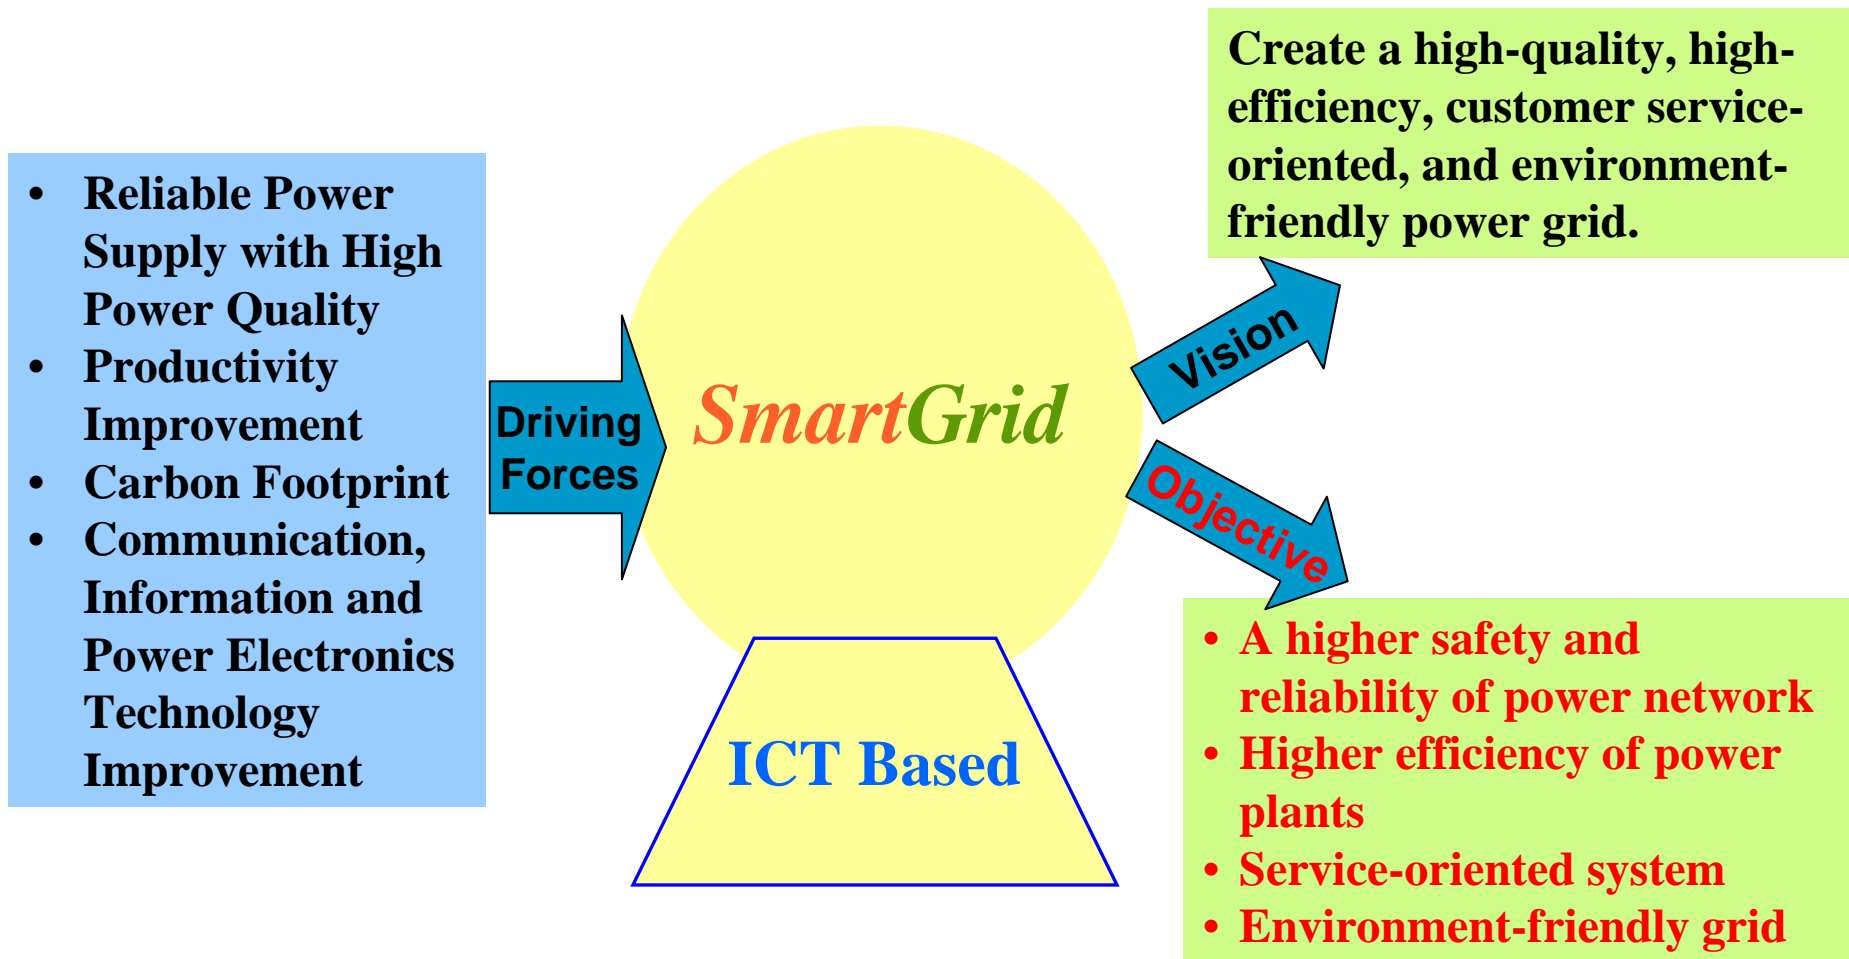 • Reliable Power
Supply with High
Power Quality
• Productivity
Improvement
• Carbon Footprint
• Communication,
Information and
Power Electronics
Technology
Improvement
Driving
Forces
SmartGrid
ICT Based
Vision
Create a high-quality, high-
efficiency, customer service-
oriented, and environment-
friendly power grid.
Objective
• A higher safety and
reliability of power network
• Higher efficiency of power
plants
• Service-oriented system
• Environment-friendly grid